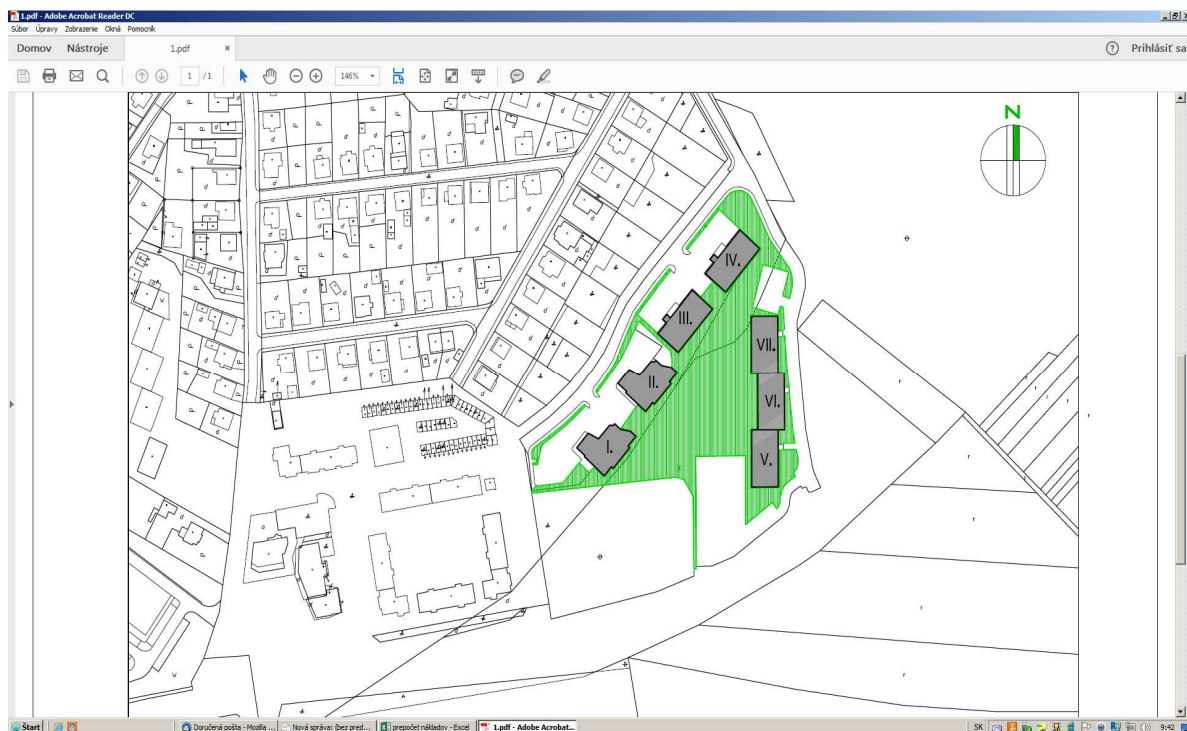 1.pdf - Adobe Acrobat Reader DC
Súbor Úpravy Zobrazenie Okná Pomocník
Domov Nástroje 1.pdf × ? Prihlásiť sa
1 /1 146%
N
IV.
III.
VII.
II.
VI.
I.
V.
Štart Doručená pošta - Mozilla ... Nová správa: (bez pred... prepočet nákladov - Excel 1.pdf - Adobe Acrobat... SK 9:42